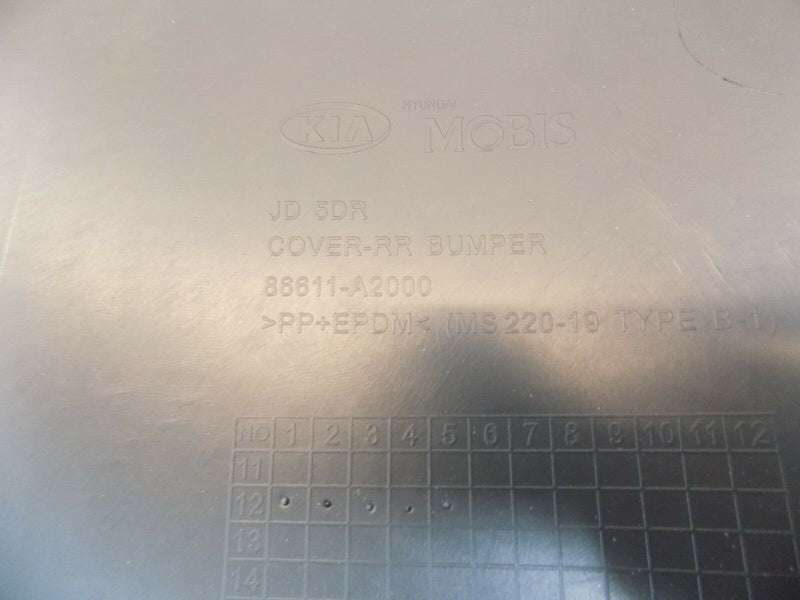 KIA HYUNDAI MOBIS
JD 5DR
COVER-RR BUMPER
86611-A2000
>PP+EPDM< (MS 220-19 TYPE B-1)
NO 1 2 3 4 5 6 7 8 9 10 11 12
11
12
13
14